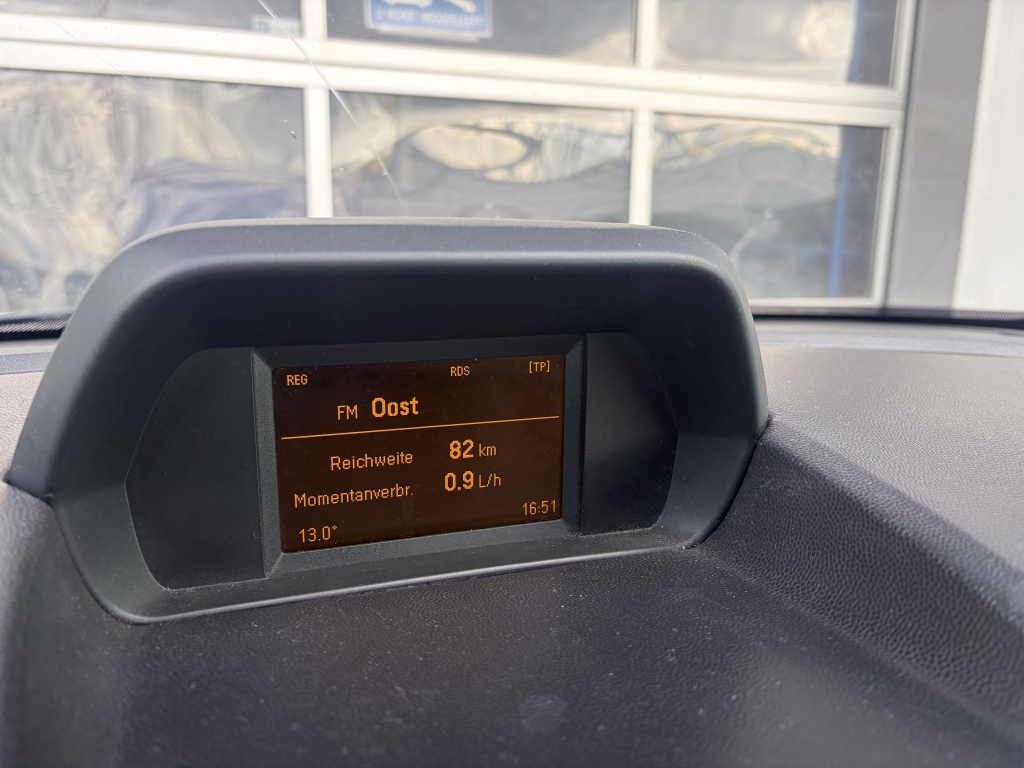 REG RDS [TP]
FM Oost
Reichweite 82 km
Momentanverbr. 0.9 L/h
13.0° 16:51